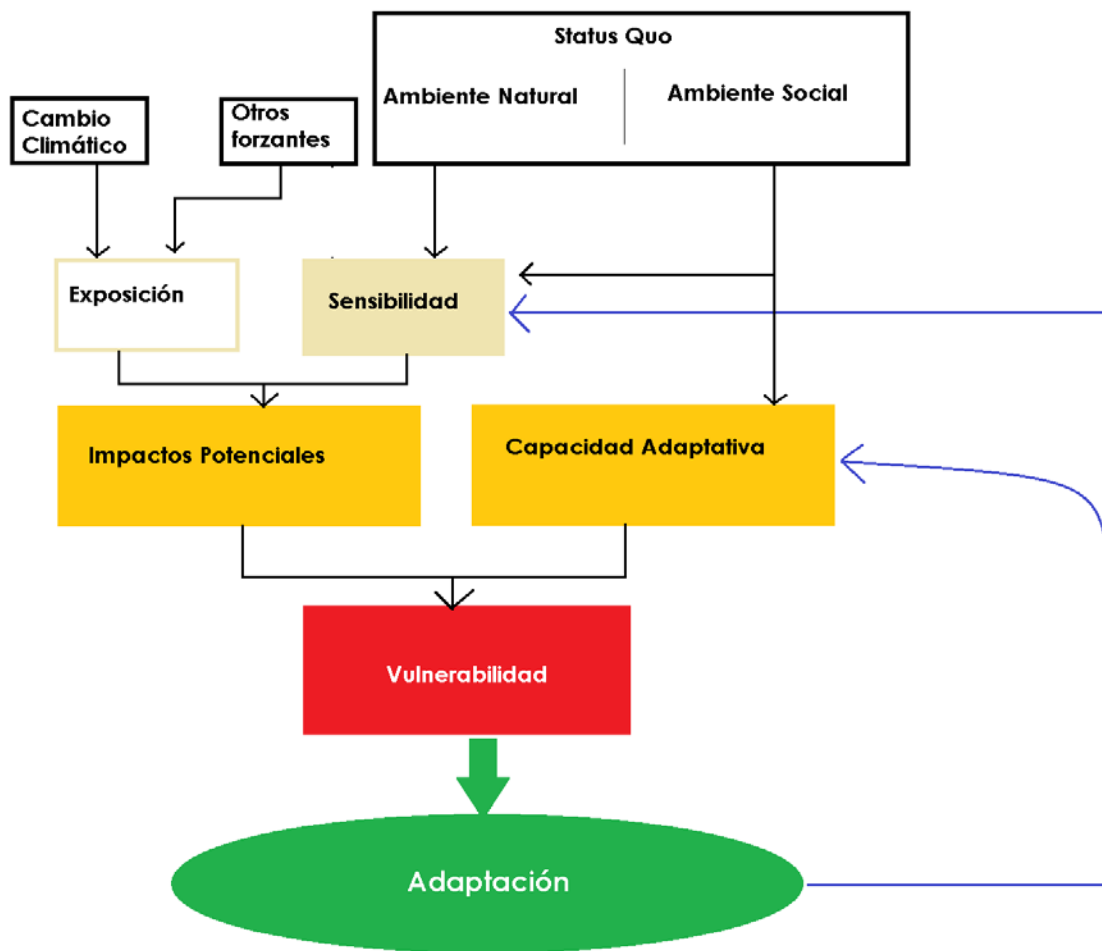 Status Quo
Ambiente Natural
Ambiente Social
Cambio
Climático
Otros
forzantes
Exposición
Sensibilidad
Impactos Potenciales
Capacidad Adaptativa
Vulnerabilidad
Adaptación